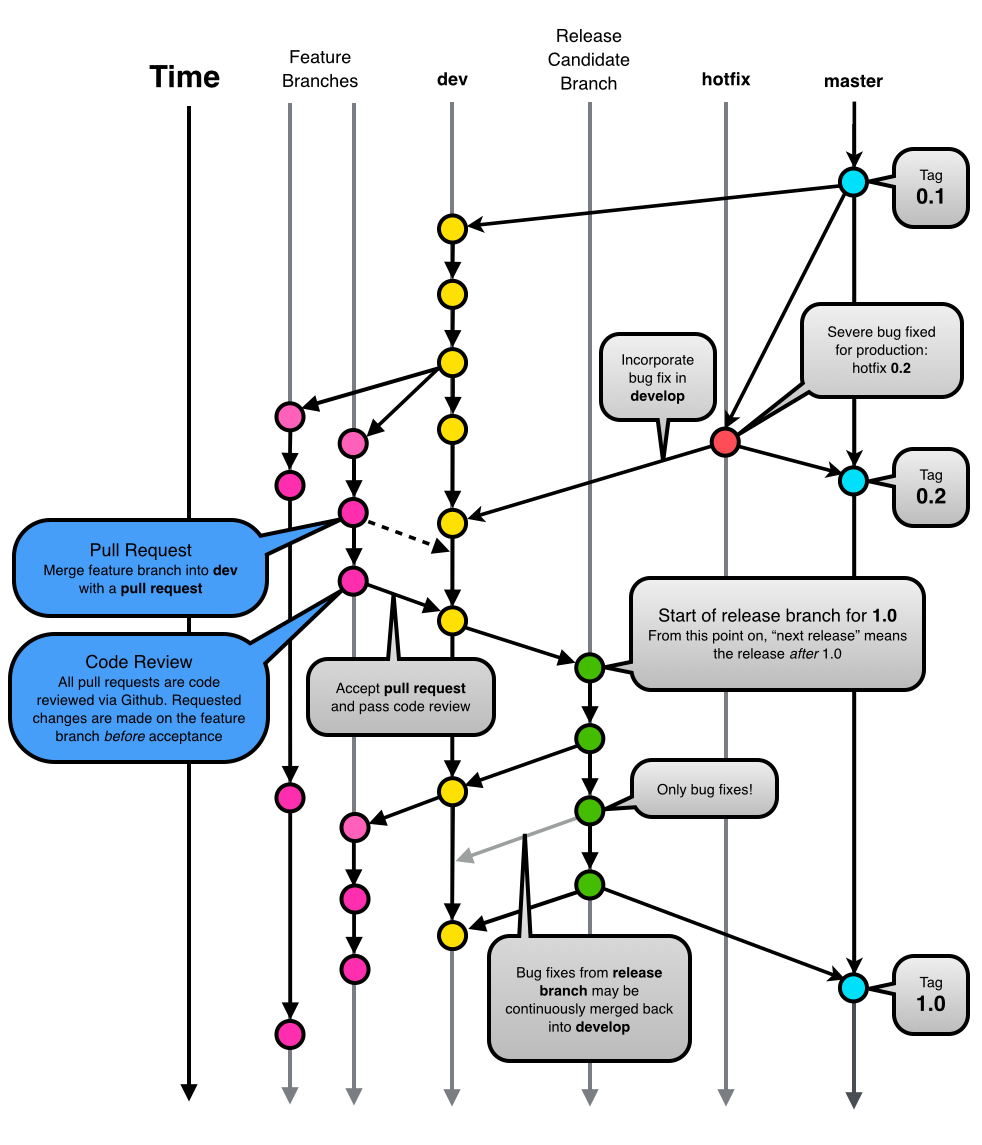 Time
Feature
Branches
dev
Release
Candidate
Branch
hotfix
master
Tag
0.1
Severe bug fixed
for production:
hotfix 0.2
Incorporate
bug fix in
develop
Tag
0.2
Pull Request
Merge feature branch into dev
with a pull request
Start of release branch for 1.0
From this point on, “next release” means
the release after 1.0
Code Review
All pull requests are code
reviewed via Github. Requested
changes are made on the feature
branch before acceptance
Accept pull request
and pass code review
Only bug fixes!
Bug fixes from release
branch may be
continuously merged back
into develop
Tag
1.0